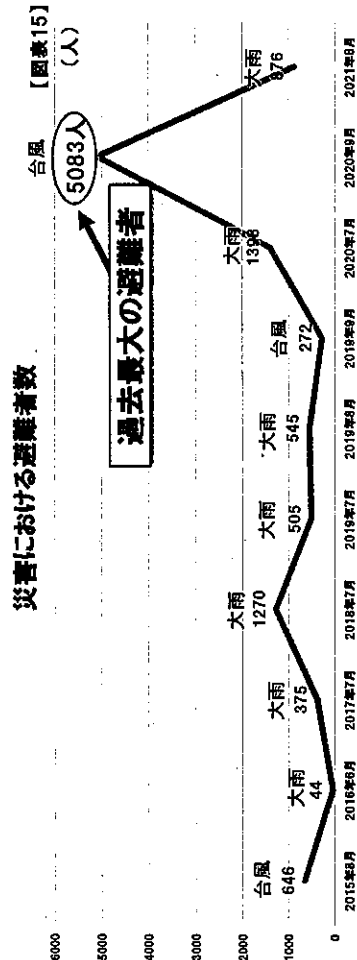 災害における避難者数
【図表15】
(人)
6000
5000
4000
3000
2000
1000
0
台風
646
大雨
44
大雨
375
大雨
1270
大雨
505
大雨
545
台風
272
大雨
1398
台風
5083人
過去最大の避難者
大雨
876
2015年8月
2016年6月
2017年7月
2018年7月
2019年7月
2019年8月
2019年9月
2020年7月
2020年9月
2021年8月